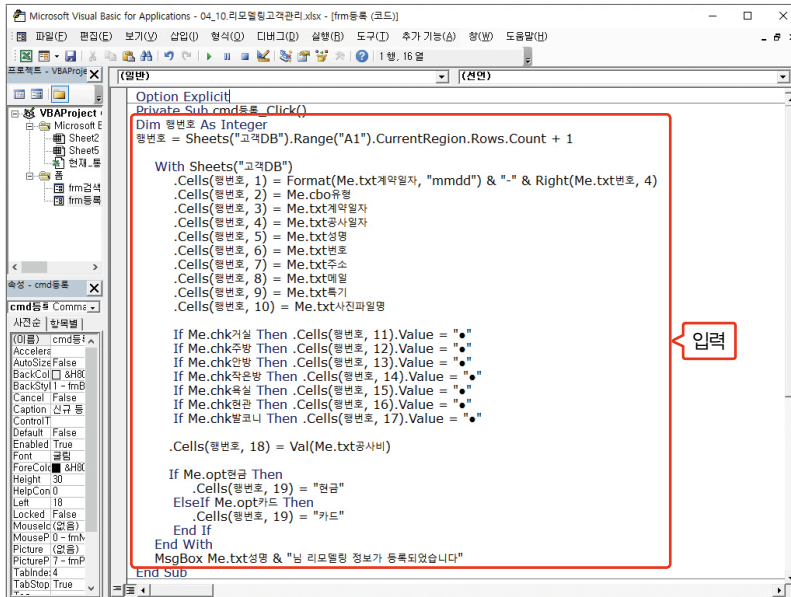 Microsoft Visual Basic for Applications - 04_10.리모델링고객관리.xlsx - [frm등록 (코드)]
파일(F) 편집(E) 보기(V) 삽입(I) 형식(O) 디버그(D) 실행(R) 도구(T) 추가 기능(A) 창(W) 도움말(H)
1행, 16열
프로젝트 - VBAProje
(일반) (선언)
VBAProject
Microsoft E
Sheet2
Sheet5
현재_통
폼
frm검색
frm등록
속성 - cmd등록
cmd등록 Comma
사전순 항목별
(이름) cmd등록
Accelera
AutoSize False
BackCol &H80
BackStyl 1 - fmB
Cancel False
Caption 신규 등
ControlT
Default False
Enabled True
Font 굴림
ForeColo &H80
Height 30
HelpCon 0
Left 18
Locked False
MouseIc (없음)
MouseP 0 - fmM
Picture (없음)
PictureP 7 - fmP
TabIndex 4
TabStop True
Option Explicit
Private Sub cmd등록_Click()
Dim 행번호 As Integer
행번호 = Sheets("고객DB").Range("A1").CurrentRegion.Rows.Count + 1
With Sheets("고객DB")
.Cells(행번호, 1) = Format(Me.txt계약일자, "mmdd") & "-" & Right(Me.txt번호, 4)
.Cells(행번호, 2) = Me.cbo유형
.Cells(행번호, 3) = Me.txt계약일자
.Cells(행번호, 4) = Me.txt공사일자
.Cells(행번호, 5) = Me.txt성명
.Cells(행번호, 6) = Me.txt번호
.Cells(행번호, 7) = Me.txt주소
.Cells(행번호, 8) = Me.txt메일
.Cells(행번호, 9) = Me.txt특기
.Cells(행번호, 10) = Me.txt사진파일명
If Me.chk거실 Then .Cells(행번호, 11).Value = "●"
If Me.chk주방 Then .Cells(행번호, 12).Value = "●"
If Me.chk안방 Then .Cells(행번호, 13).Value = "●"
If Me.chk작은방 Then .Cells(행번호, 14).Value = "●"
If Me.chk욕실 Then .Cells(행번호, 15).Value = "●"
If Me.chk현관 Then .Cells(행번호, 16).Value = "●"
If Me.chk발코니 Then .Cells(행번호, 17).Value = "●"
.Cells(행번호, 18) = Val(Me.txt공사비)
If Me.opt현금 Then
.Cells(행번호, 19) = "현금"
ElseIf Me.opt카드 Then
.Cells(행번호, 19) = "카드"
End If
End With
MsgBox Me.txt성명 & "님 리모델링 정보가 등록되었습니다"
End Sub
입력